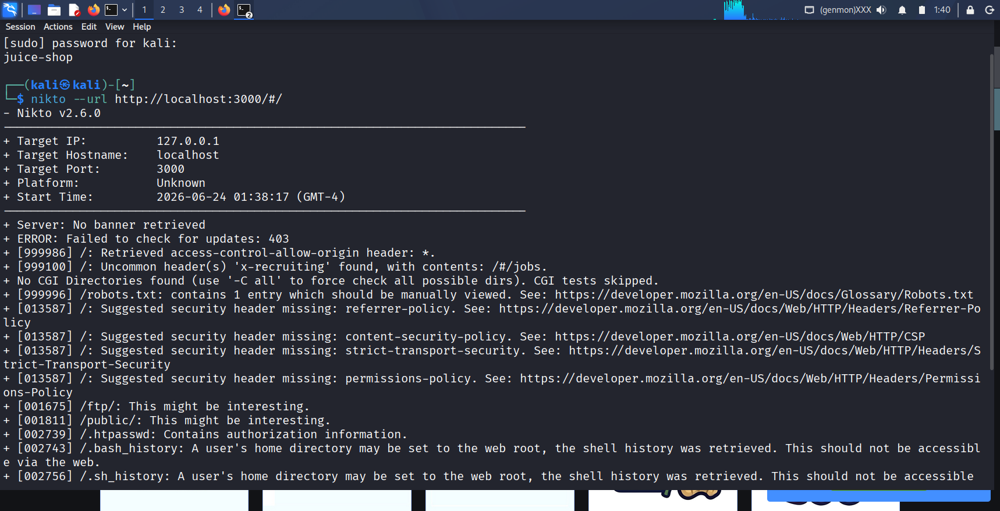 1 2 3 4 2 (genmon)XXX 1:40
Session Actions Edit View Help
[sudo] password for kali:
juice-shop
┌──(kali㉿kali)-[~]
└─$ nikto --url http://localhost:3000/#/
- Nikto v2.6.0
+ Target IP: 127.0.0.1
+ Target Hostname: localhost
+ Target Port: 3000
+ Platform: Unknown
+ Start Time: 2026-06-24 01:38:17 (GMT-4)
+ Server: No banner retrieved
+ ERROR: Failed to check for updates: 403
+ [999986] /: Retrieved access-control-allow-origin header: *.
+ [999100] /: Uncommon header(s) 'x-recruiting' found, with contents: /#/jobs.
+ No CGI Directories found (use '-C all' to force check all possible dirs). CGI tests skipped.
+ [999996] /robots.txt: contains 1 entry which should be manually viewed. See: https://developer.mozilla.org/en-US/docs/Glossary/Robots.txt
+ [013587] /: Suggested security header missing: referrer-policy. See: https://developer.mozilla.org/en-US/docs/Web/HTTP/Headers/Referrer-Po
licy
+ [013587] /: Suggested security header missing: content-security-policy. See: https://developer.mozilla.org/en-US/docs/Web/HTTP/CSP
+ [013587] /: Suggested security header missing: strict-transport-security. See: https://developer.mozilla.org/en-US/docs/Web/HTTP/Headers/S
trict-Transport-Security
+ [013587] /: Suggested security header missing: permissions-policy. See: https://developer.mozilla.org/en-US/docs/Web/HTTP/Headers/Permissi
ons-Policy
+ [001675] /ftp/: This might be interesting.
+ [001811] /public/: This might be interesting.
+ [002739] /.htpasswd: Contains authorization information.
+ [002743] /.bash_history: A user's home directory may be set to the web root, the shell history was retrieved. This should not be accessibl
e via the web.
+ [002756] /.sh_history: A user's home directory may be set to the web root, the shell history was retrieved. This should not be accessible